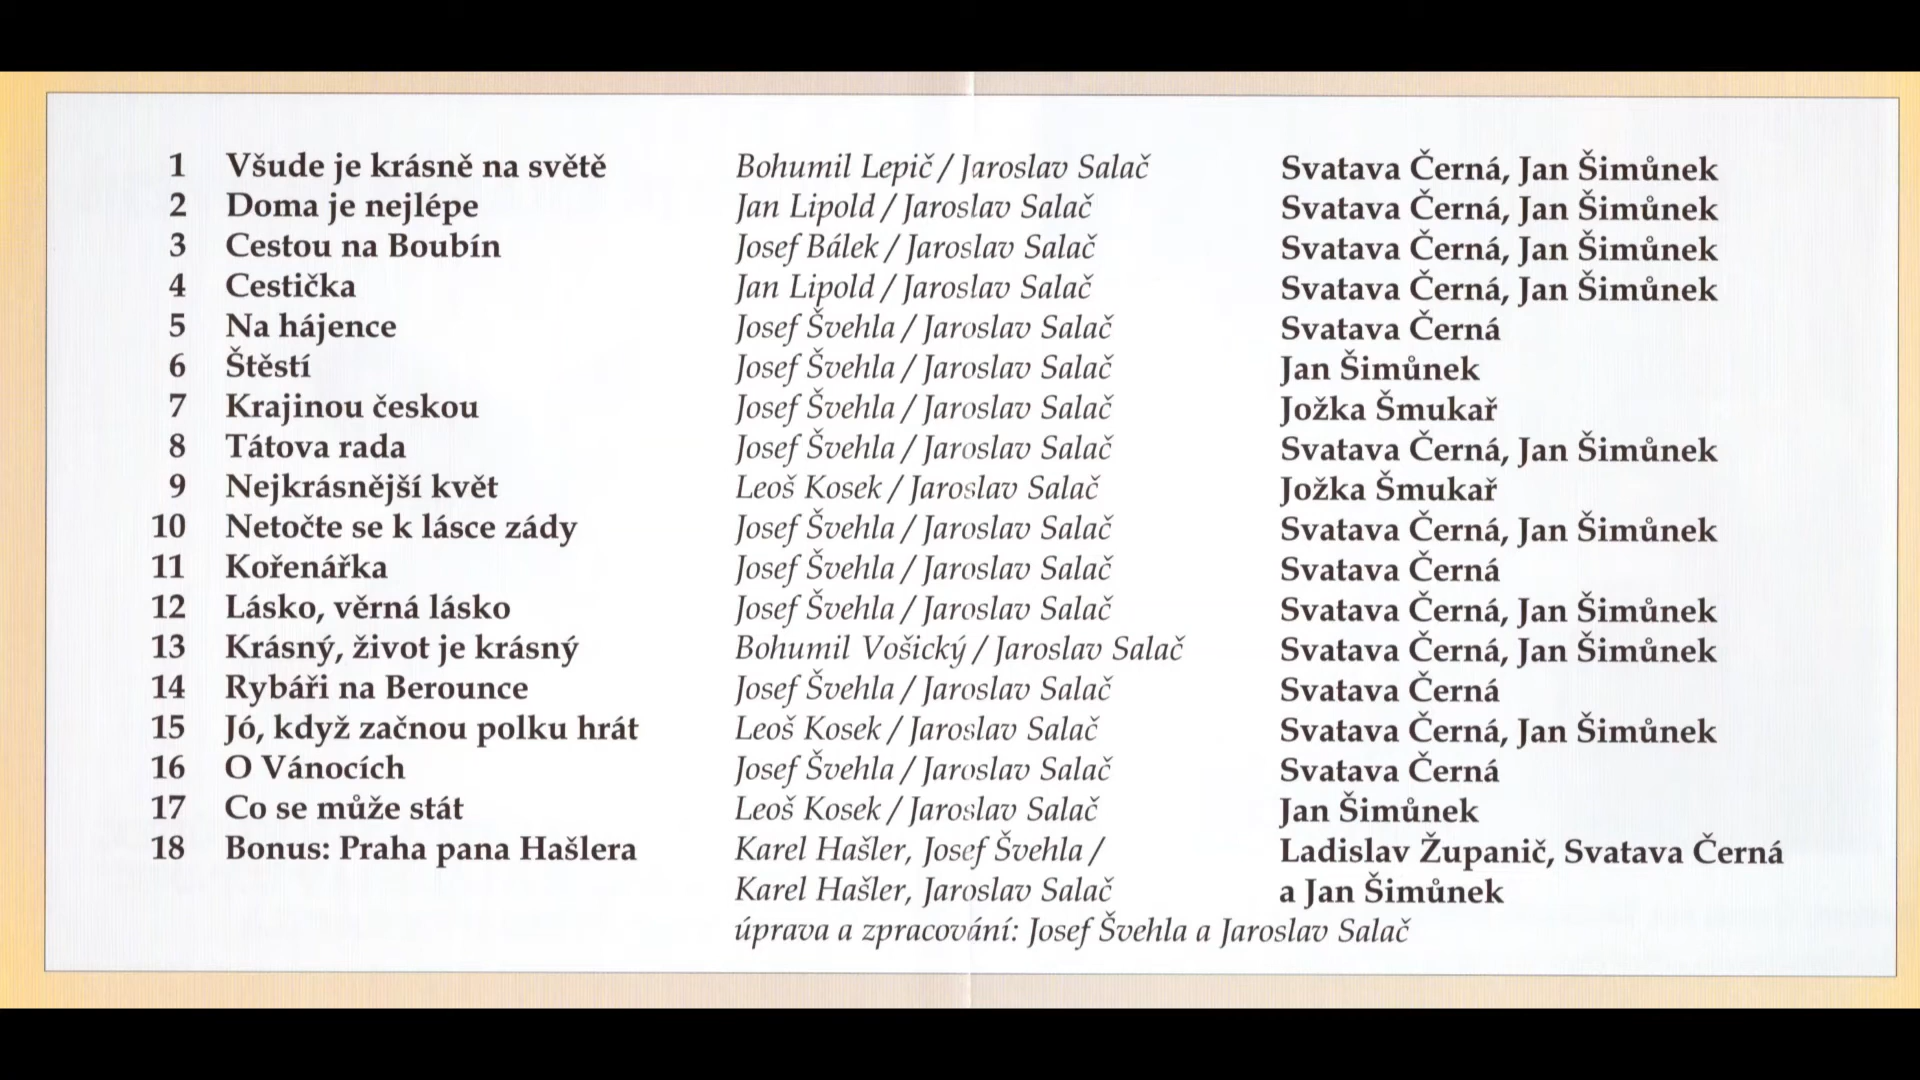 1 Všude je krásně na světě Bohumil Lepič / Jaroslav Salač Svatava Černá, Jan Šimůnek
2 Doma je nejlépe Jan Lipold / Jaroslav Salač Svatava Černá, Jan Šimůnek
3 Cestou na Boubín Josef Bálek / Jaroslav Salač Svatava Černá, Jan Šimůnek
4 Cestička Jan Lipold / Jaroslav Salač Svatava Černá, Jan Šimůnek
5 Na hájence Josef Švehla / Jaroslav Salač Svatava Černá
6 Štěstí Josef Švehla / Jaroslav Salač Jan Šimůnek
7 Krajinou českou Josef Švehla / Jaroslav Salač Jožka Šmukař
8 Tátova rada Josef Švehla / Jaroslav Salač Svatava Černá, Jan Šimůnek
9 Nejkrásnější květ Leoš Kosek / Jaroslav Salač Jožka Šmukař
10 Netočte se k lásce zády Josef Švehla / Jaroslav Salač Svatava Černá, Jan Šimůnek
11 Kořenářka Josef Švehla / Jaroslav Salač Svatava Černá
12 Lásko, věrná lásko Josef Švehla / Jaroslav Salač Svatava Černá, Jan Šimůnek
13 Krásný, život je krásný Bohumil Vošický / Jaroslav Salač Svatava Černá, Jan Šimůnek
14 Rybáři na Berounce Josef Švehla / Jaroslav Salač Svatava Černá
15 Jó, když začnou polku hrát Leoš Kosek / Jaroslav Salač Svatava Černá, Jan Šimůnek
16 O Vánocích Josef Švehla / Jaroslav Salač Svatava Černá
17 Co se může stát Leoš Kosek / Jaroslav Salač Jan Šimůnek
18 Bonus: Praha pana Hašlera Karel Hašler, Josef Švehla / Ladislav Županič, Svatava Černá
Karel Hašler, Jaroslav Salač a Jan Šimůnek
úprava a zpracování: Josef Švehla a Jaroslav Salač